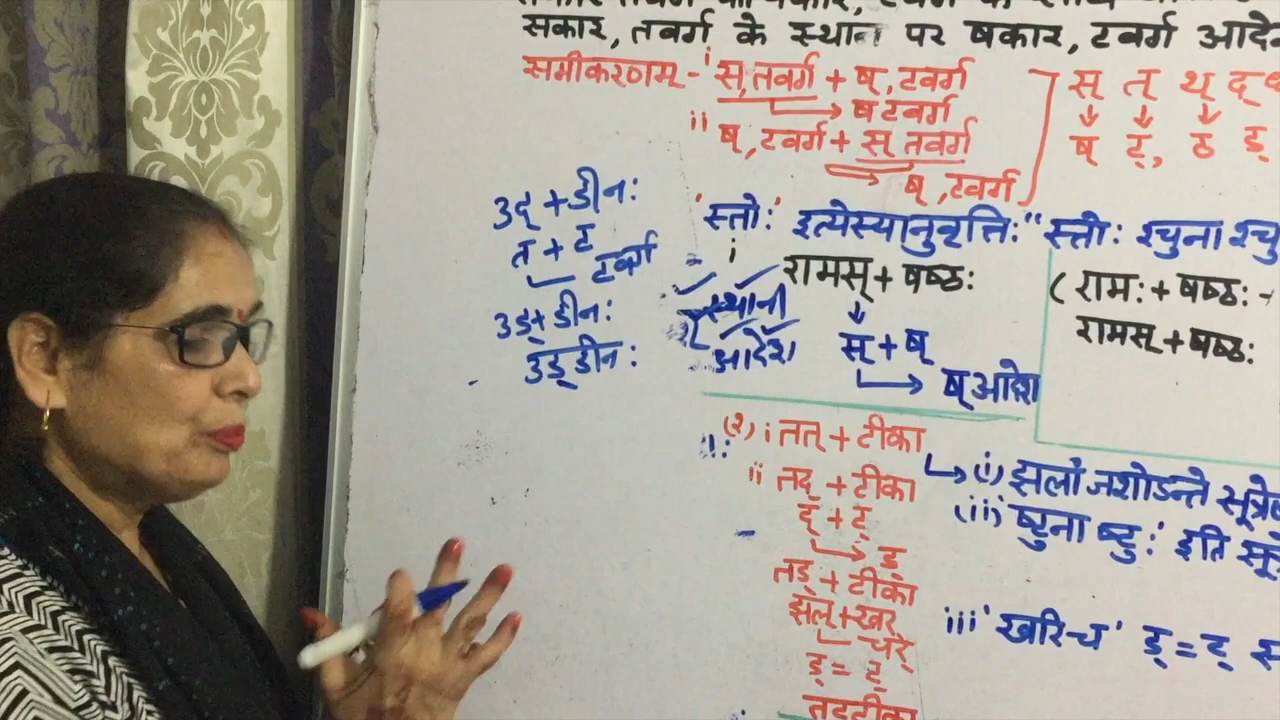 सकार, तवर्ग के स्थान पर षकार, टवर्ग
समीकरणम् - i स्, तवर्ग + ष्, टवर्ग
→ ष टवर्ग
ii ष्, टवर्ग + स् तवर्ग
→ ष्, टवर्ग
स् त् थ् द्
ष् ट्, ठ ड्
उद् + डीनः
त + ट
टवर्ग
उड् + डीनः
उड्डीनः
'स्तोः' इत्येस्यानुवृत्तिः" स्तोः श्चुना श्चु
i
रामस् + षष्ठः
स्थानी
आदेश
स् + ष्
→ ष् आदेश
(रामः + षष्ठः
रामस् + षष्ठः
(२) i तत् + टीका
ii तद् + टीका
द् + ट्
→ ड्
तड् + टीका
झल् + खर्
चर्
ड् = ट्
तट्टीका
→ (i) झलां जशोऽन्ते
(ii) ष्टुना ष्टुः' इति
iii 'खरि च' ड् = ट्